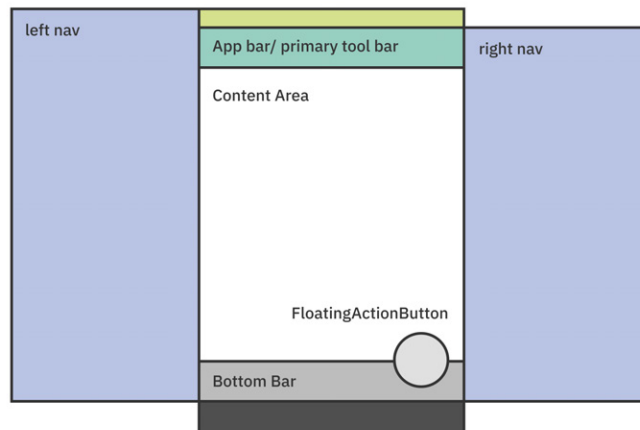 left nav
App bar/ primary tool bar
right nav
Content Area
FloatingActionButton
Bottom Bar